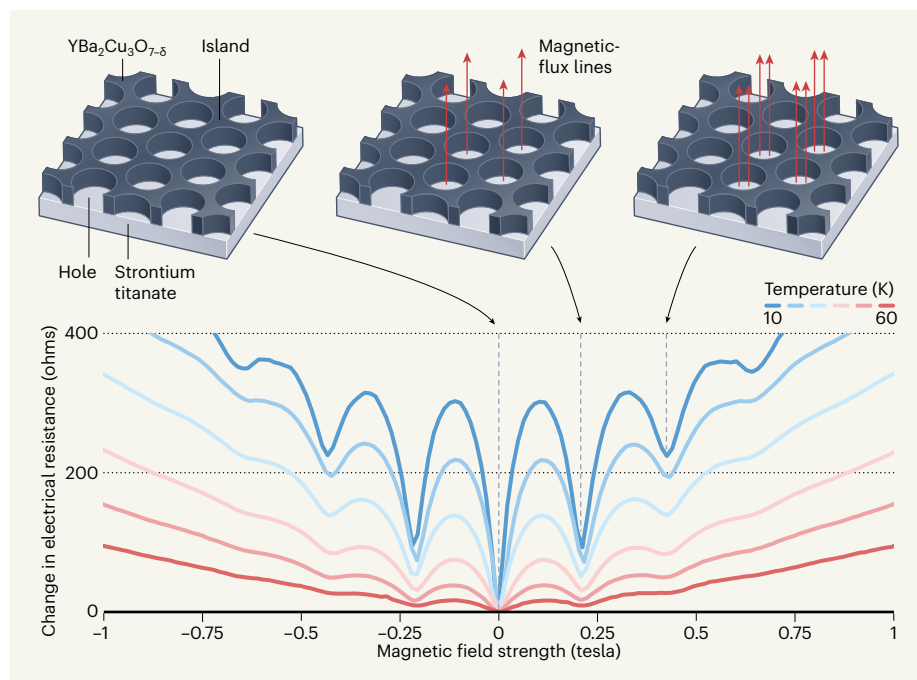 YBa₂Cu₃O₇₋δ
Island
Magnetic-
flux lines
Hole
Strontium
titanate
Temperature (K)
10
60
Change in electrical resistance (ohms)
400
200
0
−1
−0.75
−0.5
−0.25
0
0.25
0.5
0.75
1
Magnetic field strength (tesla)